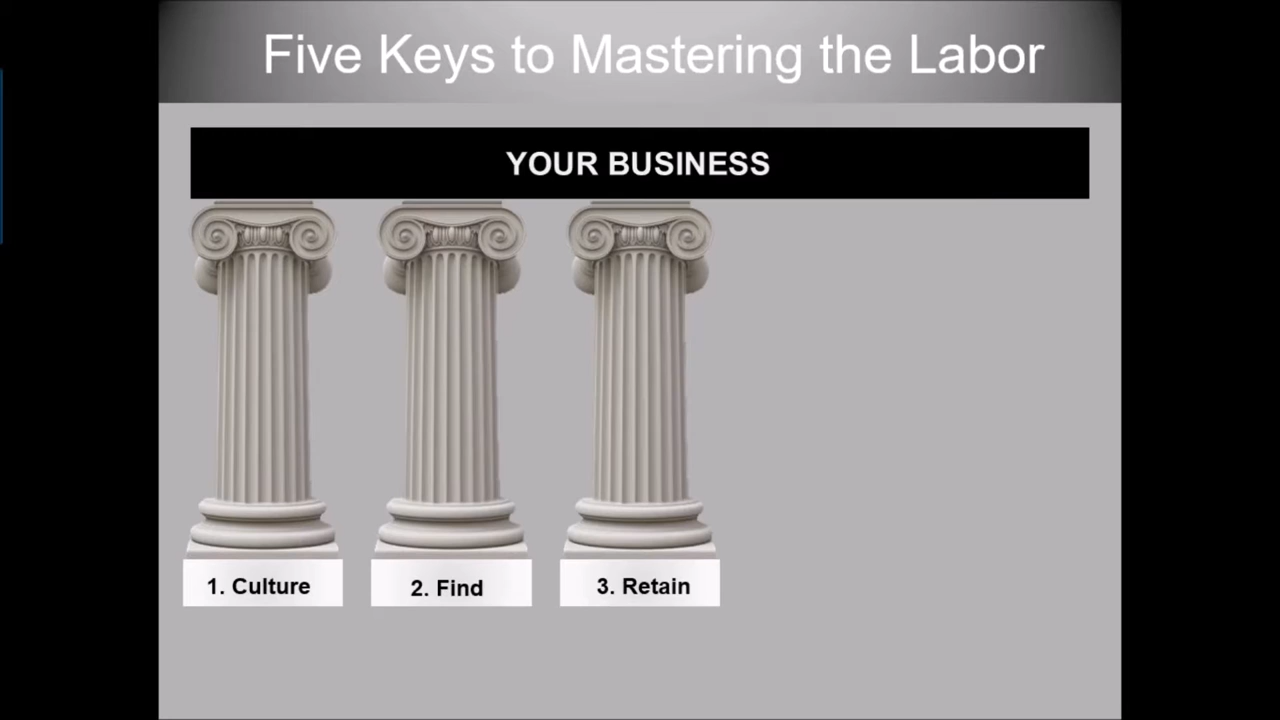 Five Keys to Mastering the Labor
YOUR BUSINESS
1. Culture
2. Find
3. Retain